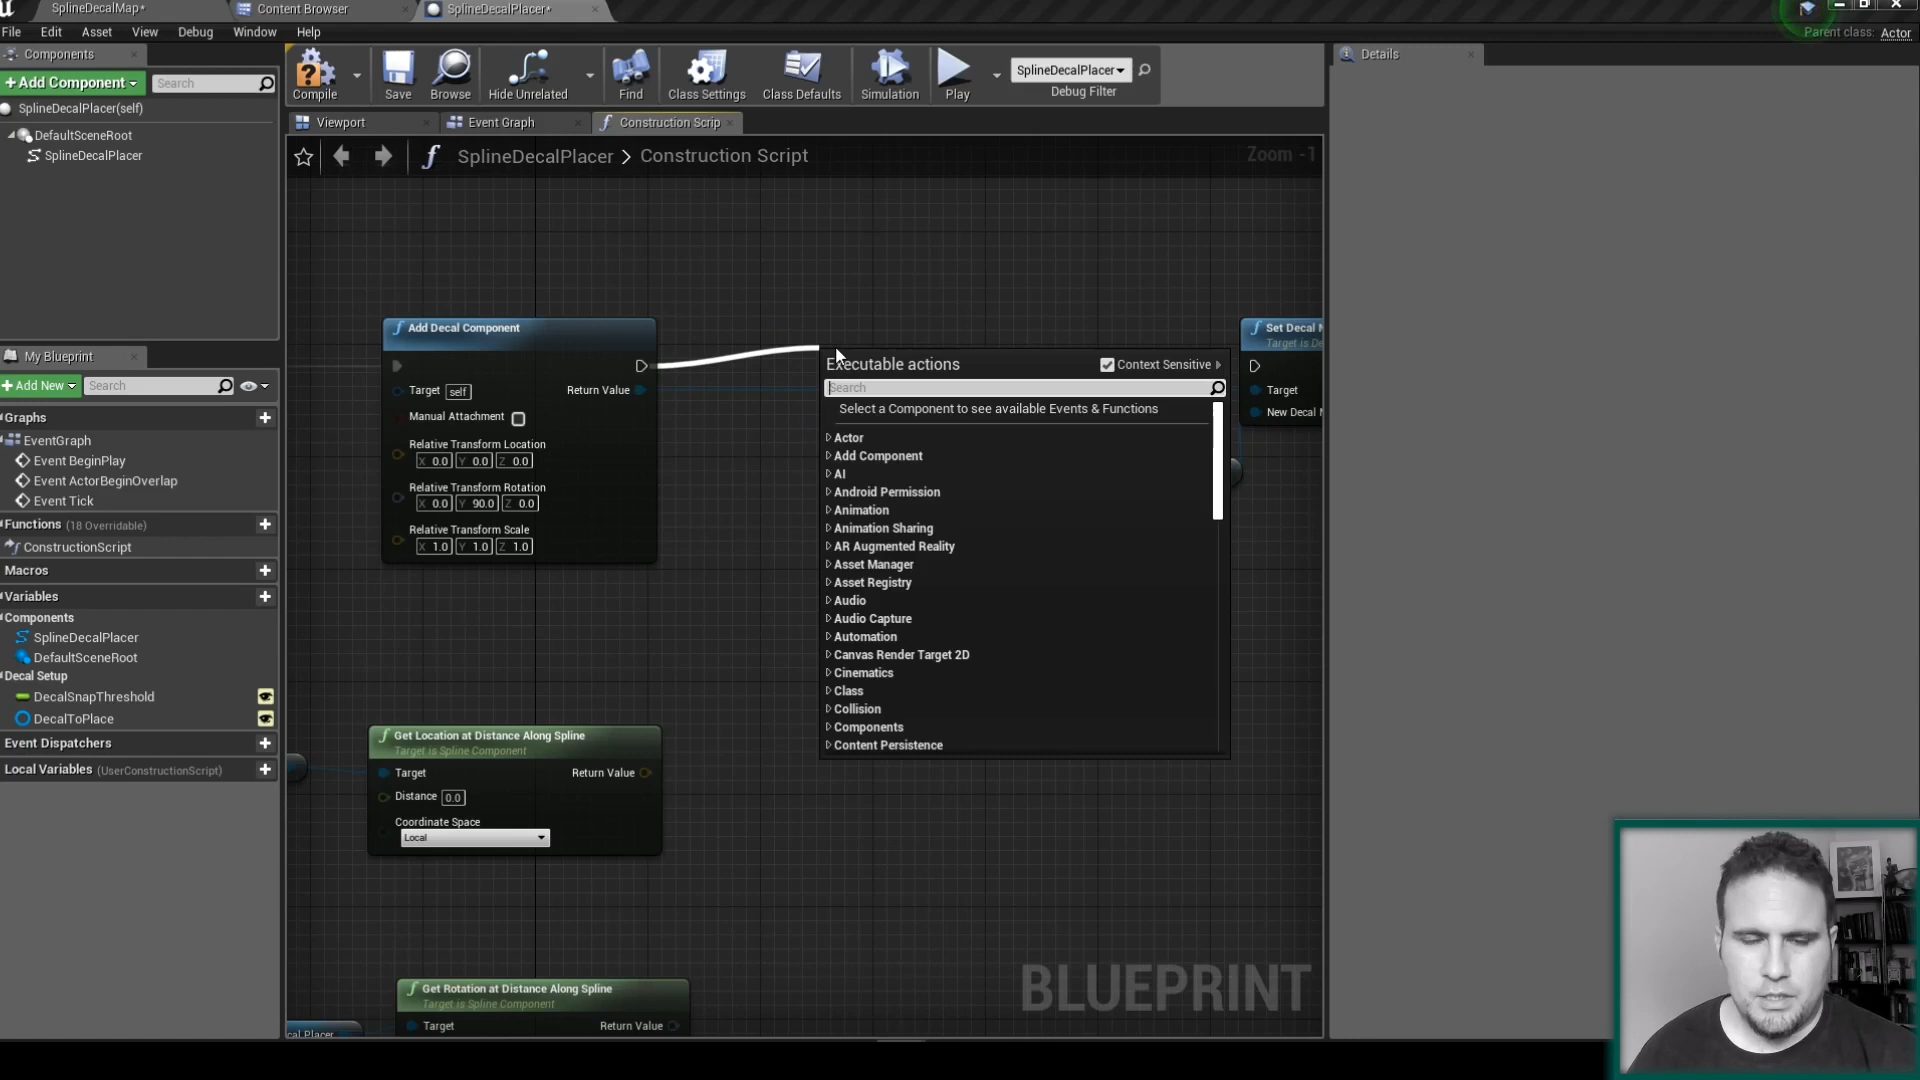 SplineDecalMap*
Content Browser
SplineDecalPlacer*
File Edit Asset View Debug Window Help
Parent class: Actor
Components
+Add Component
Search
SplineDecalPlacer(self)
DefaultSceneRoot
SplineDecalPlacer
Compile
Save
Browse
Hide Unrelated
Find
Class Settings
Class Defaults
Simulation
Play
SplineDecalPlacer
Debug Filter
Details
Viewport
Event Graph
Construction Scrip
SplineDecalPlacer > Construction Script
Zoom -1
My Blueprint
+Add New
Search
Graphs
EventGraph
Event BeginPlay
Event ActorBeginOverlap
Event Tick
Functions (18 Overridable)
ConstructionScript
Macros
Variables
Components
SplineDecalPlacer
DefaultSceneRoot
Decal Setup
DecalSnapThreshold
DecalToPlace
Event Dispatchers
Local Variables (UserConstructionScript)
Add Decal Component
Target self
Return Value
Manual Attachment
Relative Transform Location
X 0.0 Y 0.0 Z 0.0
Relative Transform Rotation
X 0.0 Y 90.0 Z 0.0
Relative Transform Scale
X 1.0 Y 1.0 Z 1.0
Executable actions
Context Sensitive
Search
Select a Component to see available Events & Functions
Actor
Add Component
AI
Android Permission
Animation
Animation Sharing
AR Augmented Reality
Asset Manager
Asset Registry
Audio
Audio Capture
Automation
Canvas Render Target 2D
Cinematics
Class
Collision
Components
Content Persistence
Set Decal
Target is De
Target
New Decal
Get Location at Distance Along Spline
Target is Spline Component
Target
Return Value
Distance 0.0
Coordinate Space
Local
Get Rotation at Distance Along Spline
Target is Spline Component
Target
Return Value
cal Placer
BLUEPRINT